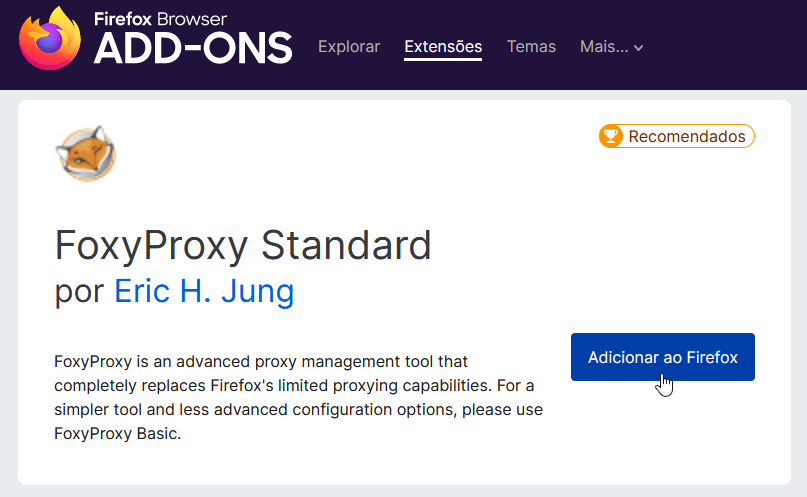 Firefox Browser
ADD-ONS
Explorar
Extensões
Temas
Mais...
Recomendados
FoxyProxy Standard
por Eric H. Jung
Adicionar ao Firefox
FoxyProxy is an advanced proxy management tool that
completely replaces Firefox's limited proxying capabilities. For a
simpler tool and less advanced configuration options, please use
FoxyProxy Basic.